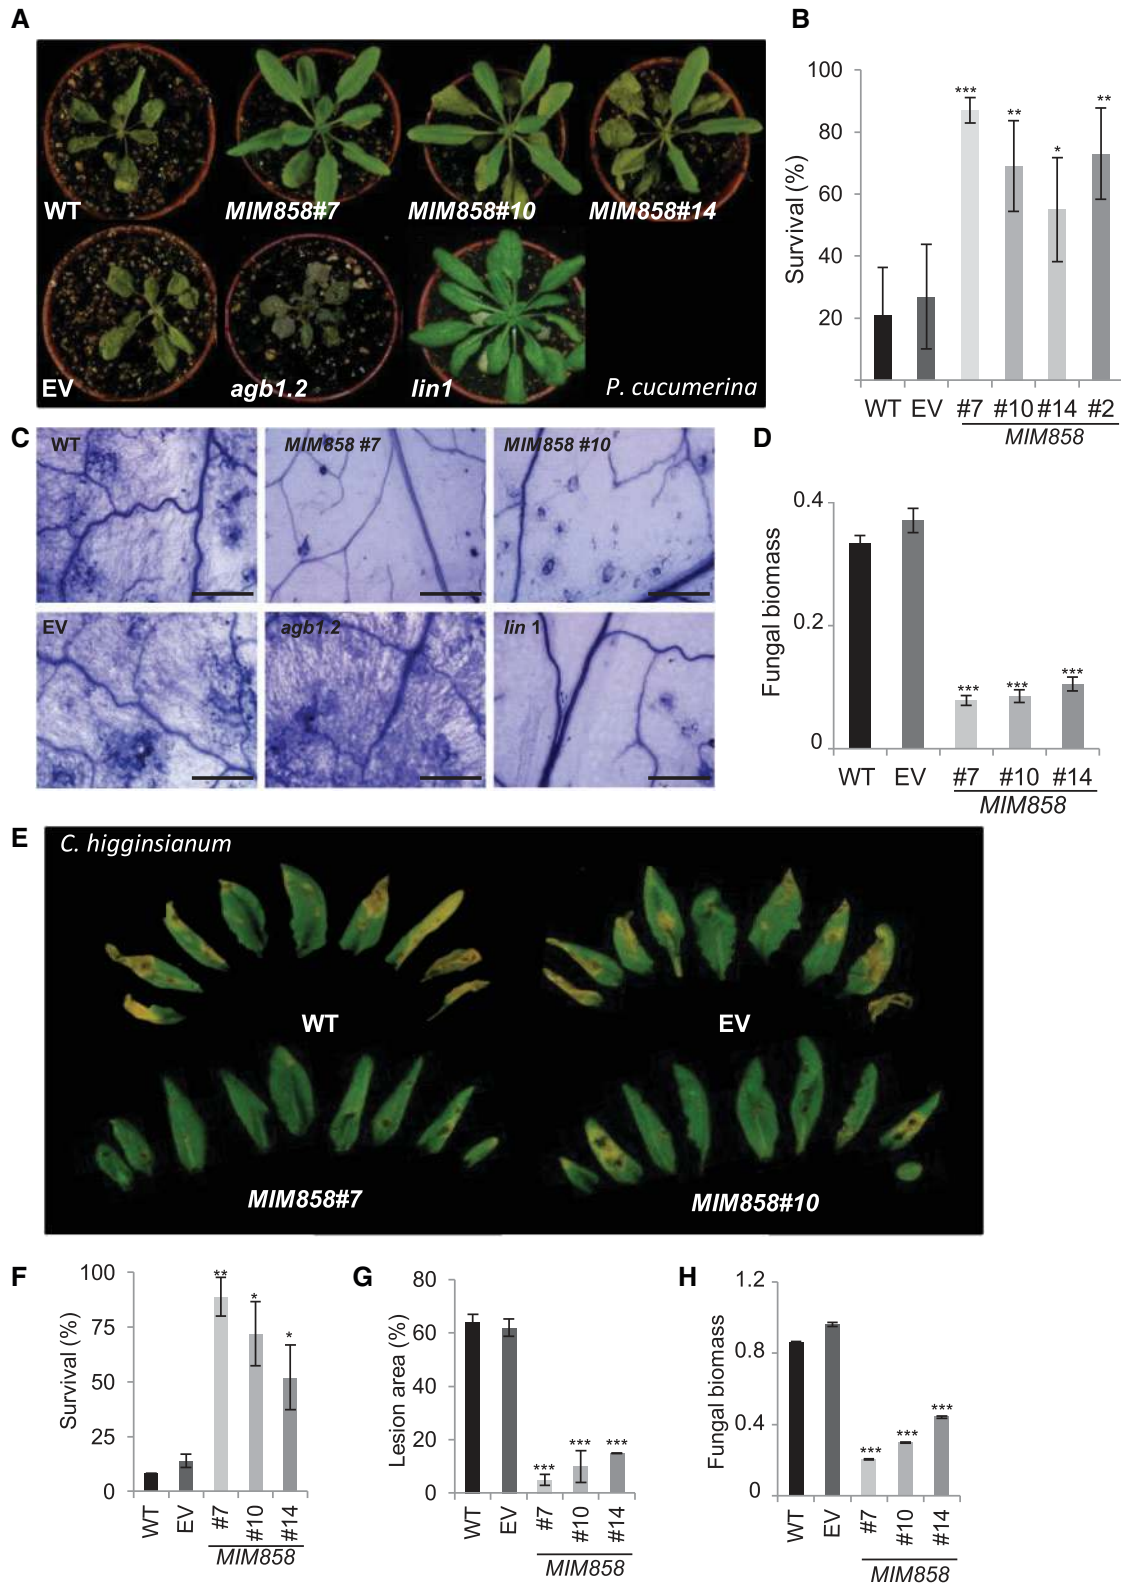 A
WT
MIM858#7
MIM858#10
MIM858#14
EV
agb1.2
lin1
P. cucumerina
B
Survival (%)
100
80
60
40
20
***
**
*
**
WT EV #7 #10 #14 #2
MIM858
C
WT
MIM858 #7
MIM858 #10
EV
agb1.2
lin 1
D
Fungal biomass
0.4
0.2
0
***
***
***
WT EV #7 #10 #14
MIM858
E
C. higginsianum
WT
EV
MIM858#7
MIM858#10
F
Survival (%)
100
75
50
25
0
**
*
*
WT EV #7 #10 #14
MIM858
G
Lesion area (%)
80
60
40
20
0
***
***
***
WT EV #7 #10 #14
MIM858
H
Fungal biomass
1.2
0.8
0.4
0
***
***
***
WT EV #7 #10 #14
MIM858